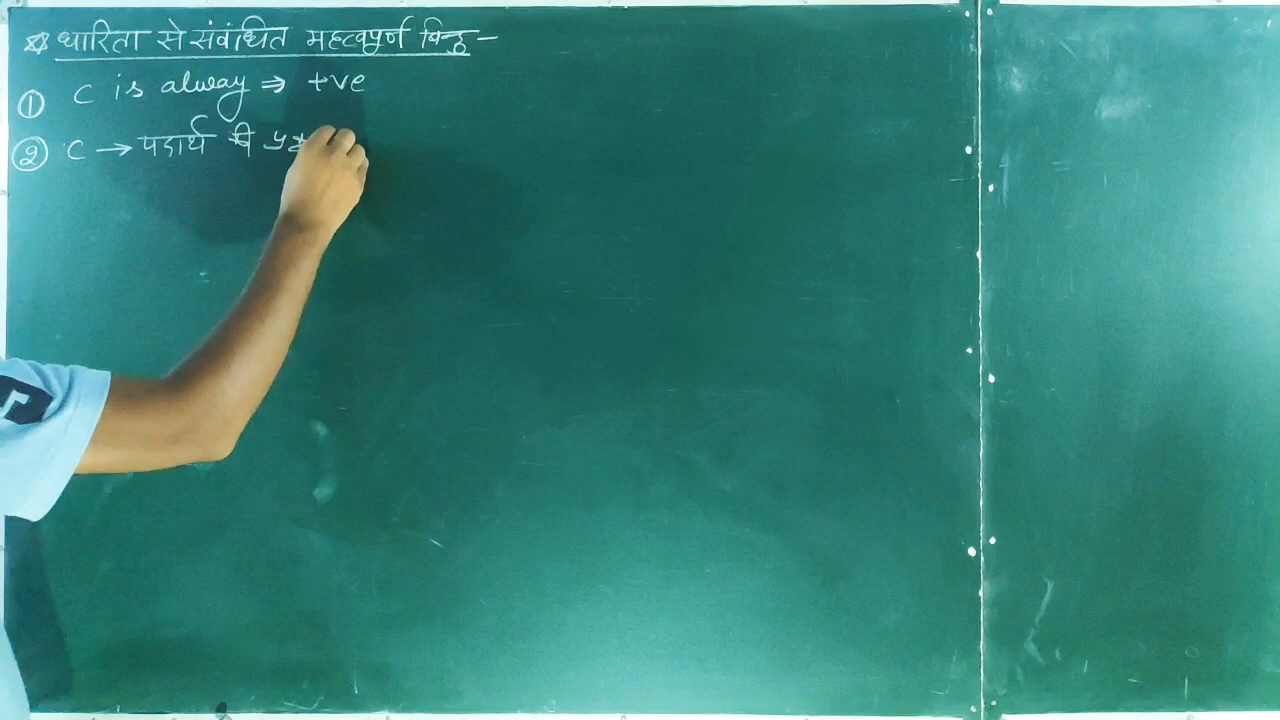 ☆ धारिता से संबंधित महत्वपूर्ण बिन्दु -
① C is alway ⇒ +ve
② C → पदार्थ की